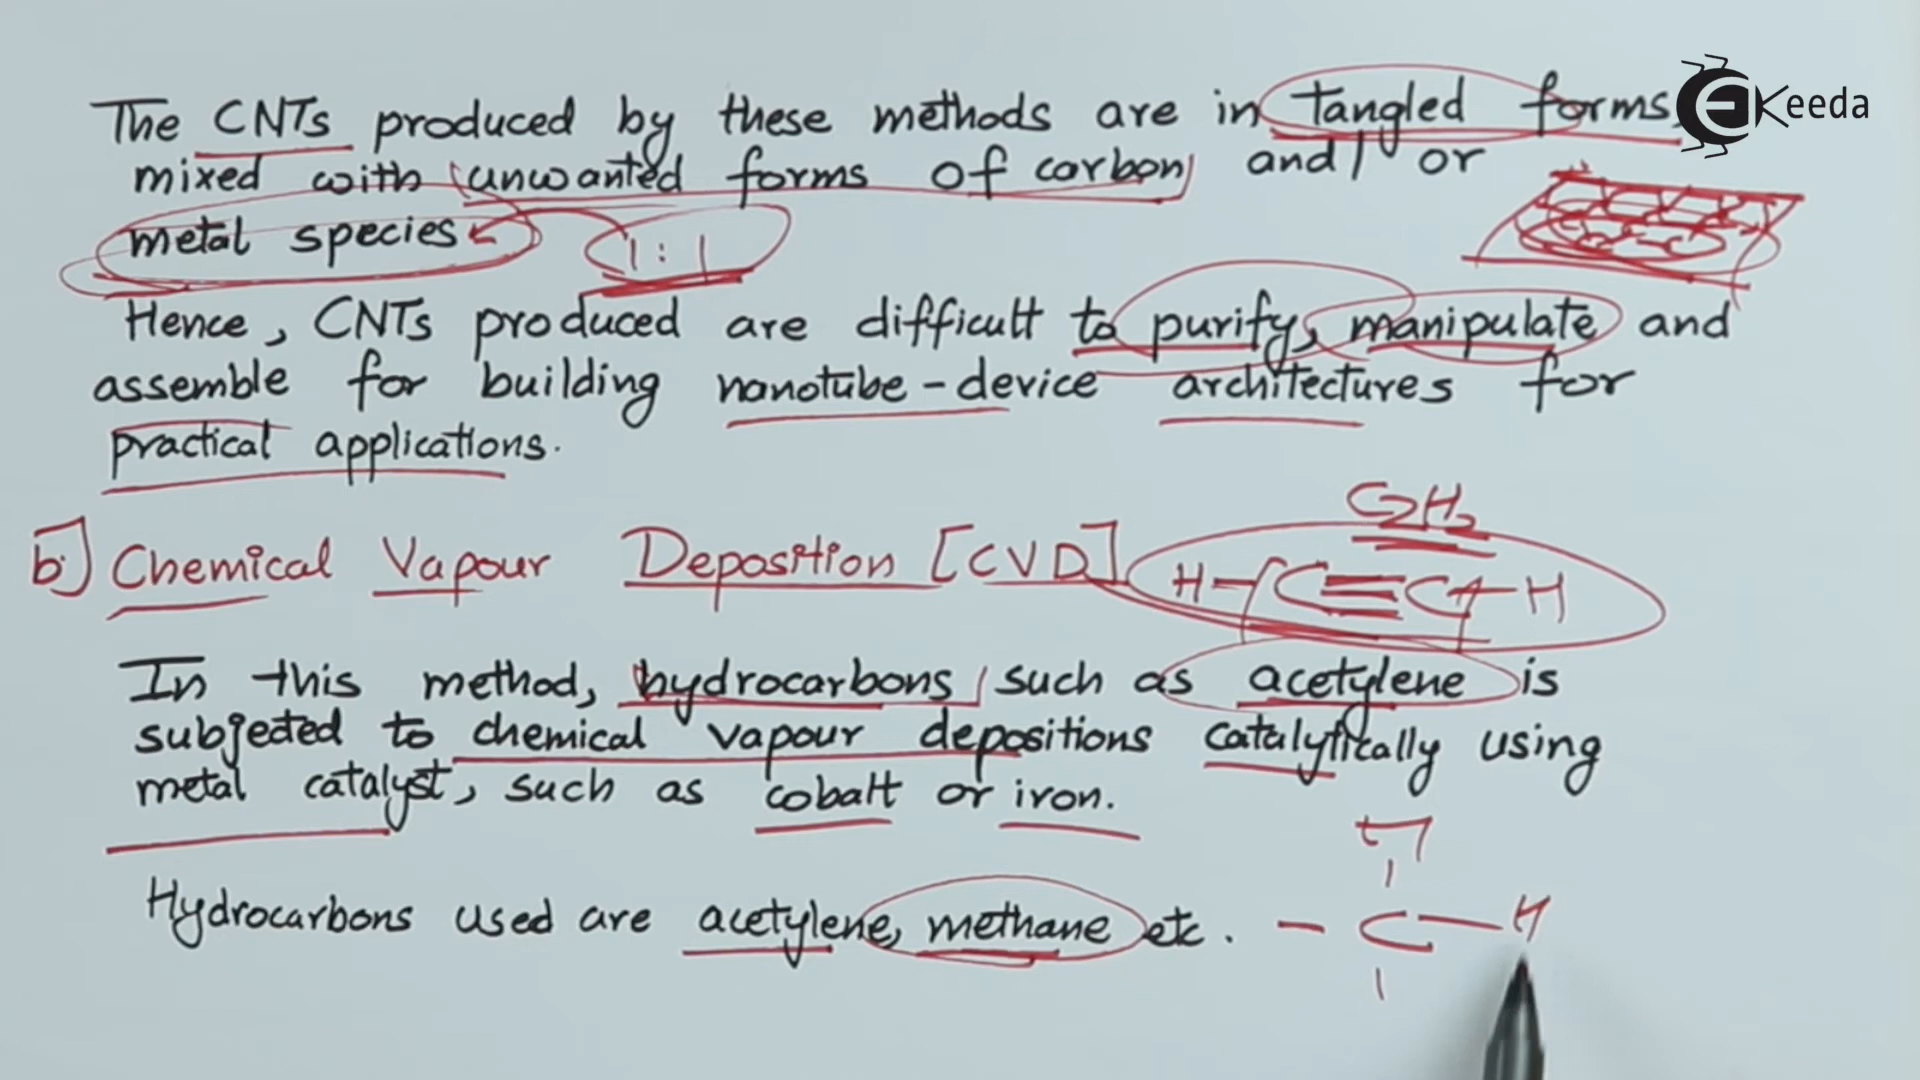 The CNTs produced by these methods are in tangled forms,
Ekeeda
mixed with unwanted forms of carbon and/or
metal species 1:1
Hence, CNTs produced are difficult to purify, manipulate and
assemble for building nanotube-device architectures for
practical applications.
C2H2
b.] Chemical Vapour Deposition [CVD] H-C≡C-H
In this method, hydrocarbons such as acetylene is
subjected to chemical vapour depositions catalytically using
metal catalyst, such as cobalt or iron.
Hydrocarbons used are acetylene, methane etc. -C-H